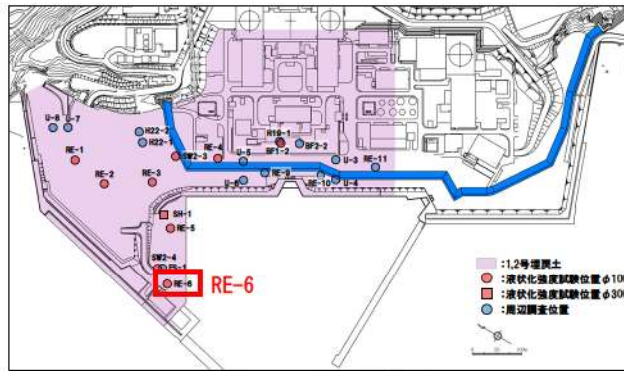 U-8
U-7
H22-2
H22-1
RE-1
SW2-3
RE-4
RE-2
RE-3
H19-1
BF1-2
BF2-2
U-5
U-3
RE-11
RE-9
U-6
RE-10
U-4
SH-1
RE-5
SW2-4
RE-6
RE-6
:1,2号埋戻土
:液状化強度試験位置φ100
:液状化強度試験位置φ300
:周辺調査位置